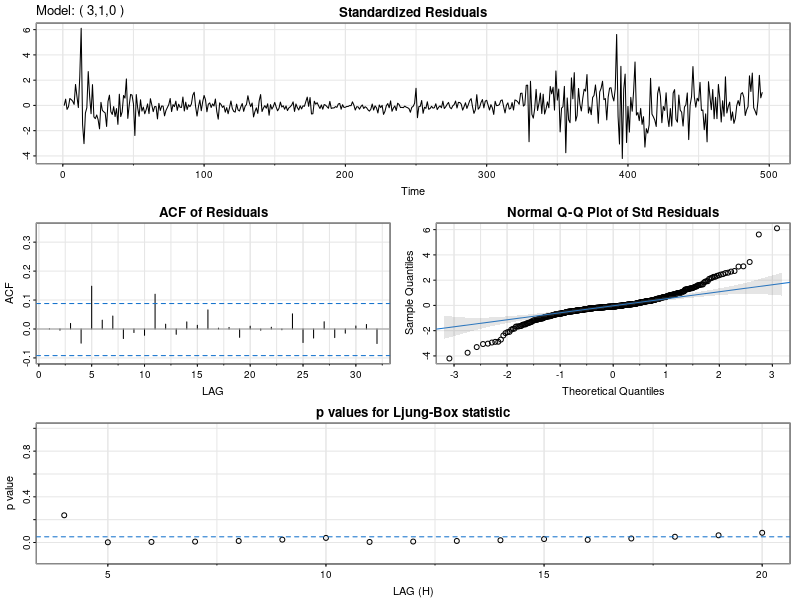 Model: ( 3,1,0 )
Standardized Residuals
6
4
2
0
-2
-4
0 100 200 300 400 500
Time
ACF of Residuals
ACF
0.3
0.2
0.1
0.0
-0.1
0 5 10 15 20 25 30
LAG
Normal Q-Q Plot of Std Residuals
Sample Quantiles
6
4
2
0
-2
-4
-3 -2 -1 0 1 2 3
Theoretical Quantiles
p values for Ljung-Box statistic
p value
0.8
0.4
0.0
5 10 15 20
LAG (H)